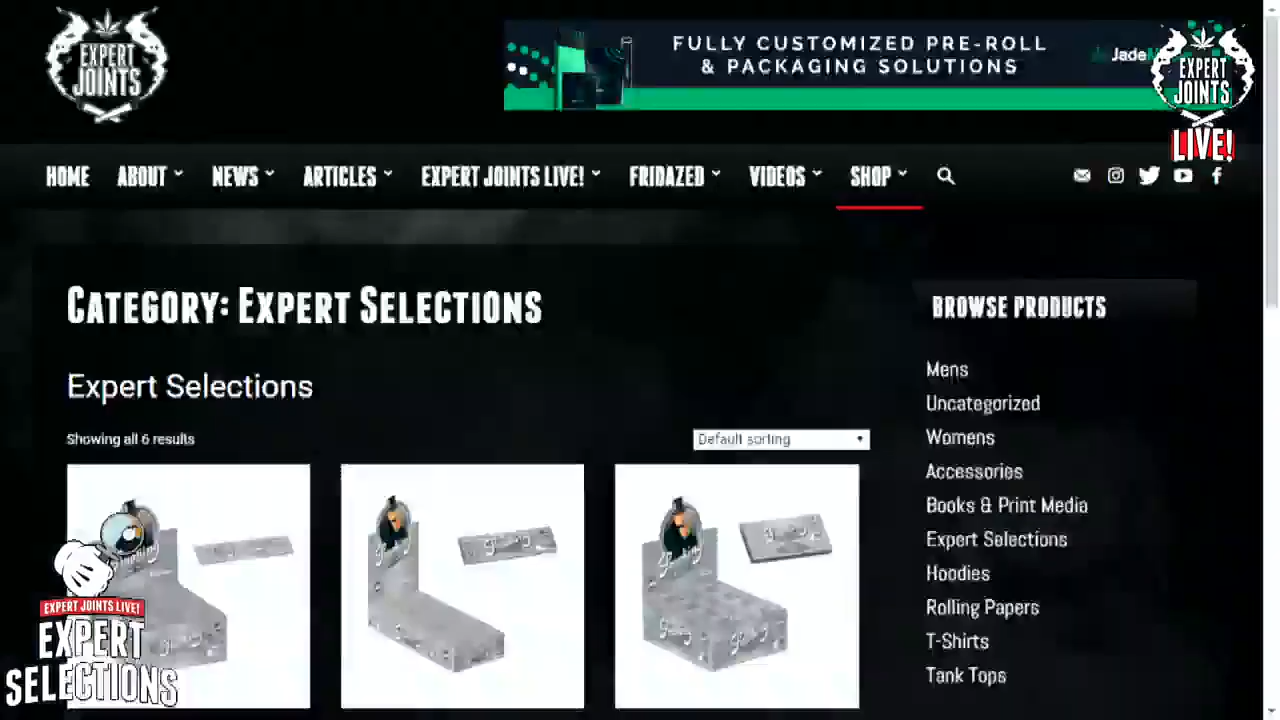 EXPERT
JOINTS
FULLY CUSTOMIZED PRE-ROLL
& PACKAGING SOLUTIONS
Jade
EXPERT
JOINTS
LIVE!
HOME ABOUT NEWS ARTICLES EXPERT JOINTS LIVE! FRIDAZED VIDEOS SHOP
CATEGORY: EXPERT SELECTIONS
BROWSE PRODUCTS
Expert Selections
Mens
Uncategorized
Showing all 6 results
Default sorting
Womens
Accessories
Books & Print Media
Expert Selections
Hoodies
Rolling Papers
T-Shirts
Tank Tops
EXPERT JOINTS LIVE!
EXPERT
SELECTIONS